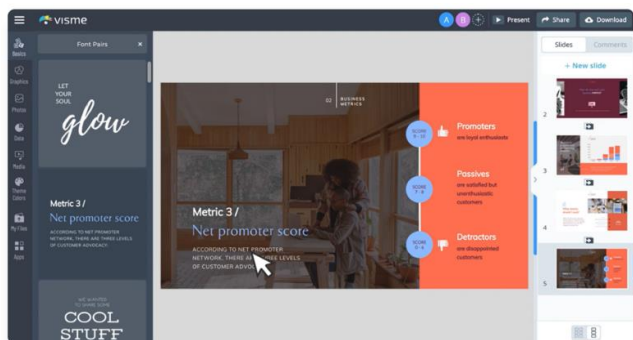 visme
A
B
Present
Share
Download
Basics
Graphics
Photos
Data
Media
Theme
Colors
My Files
Apps
Font Pairs
×
LET
YOUR
SOUL
glow
Metric 3 /
Net promoter score
ACCORDING TO NET PROMOTER
NETWORK, THERE ARE THREE LEVELS
OF CUSTOMER ADVOCACY.
WE WANTED
TO SHARE SOME
COOL
STUFF
02
BUSINESS
METRICS
Metric 3 /
Net promoter score
ACCORDING TO NET PROMOTER
NETWORK, THERE ARE THREE LEVELS
OF CUSTOMER ADVOC
SCORE
9 - 10
Promoters
are loyal enthusiasts
SCORE
7 - 8
Passives
are satisfied but
unenthusiastic
customers
SCORE
0 - 6
Detractors
are disappointed
customers
Slides
Comments
+ New slide
2
3
4
5